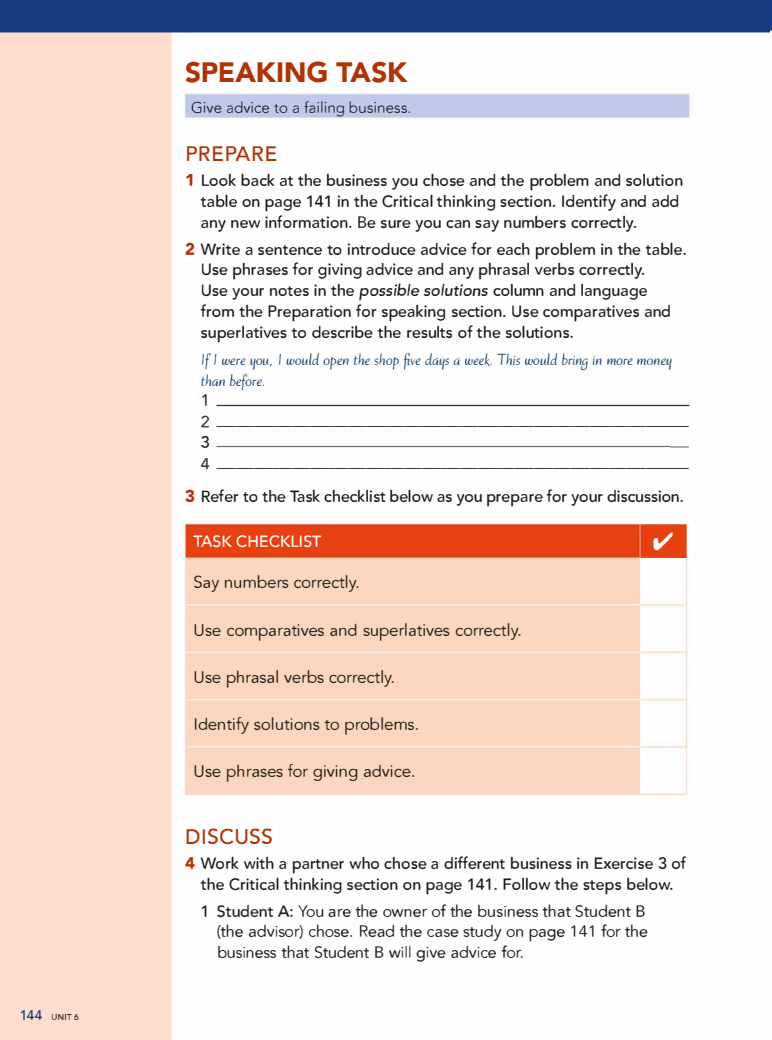 SPEAKING TASK
Give advice to a failing business.
PREPARE
1 Look back at the business you chose and the problem and solution
table on page 141 in the Critical thinking section. Identify and add
any new information. Be sure you can say numbers correctly.
2 Write a sentence to introduce advice for each problem in the table.
Use phrases for giving advice and any phrasal verbs correctly.
Use your notes in the possible solutions column and language
from the Preparation for speaking section. Use comparatives and
superlatives to describe the results of the solutions.
If I were you, I would open the shop five days a week. This would bring in more money
than before.
1
2
3
4
3 Refer to the Task checklist below as you prepare for your discussion.
TASK CHECKLIST ✔
Say numbers correctly.
Use comparatives and superlatives correctly.
Use phrasal verbs correctly.
Identify solutions to problems.
Use phrases for giving advice.
DISCUSS
4 Work with a partner who chose a different business in Exercise 3 of
the Critical thinking section on page 141. Follow the steps below.
1 Student A: You are the owner of the business that Student B
(the advisor) chose. Read the case study on page 141 for the
business that Student B will give advice for.
144 UNIT 6